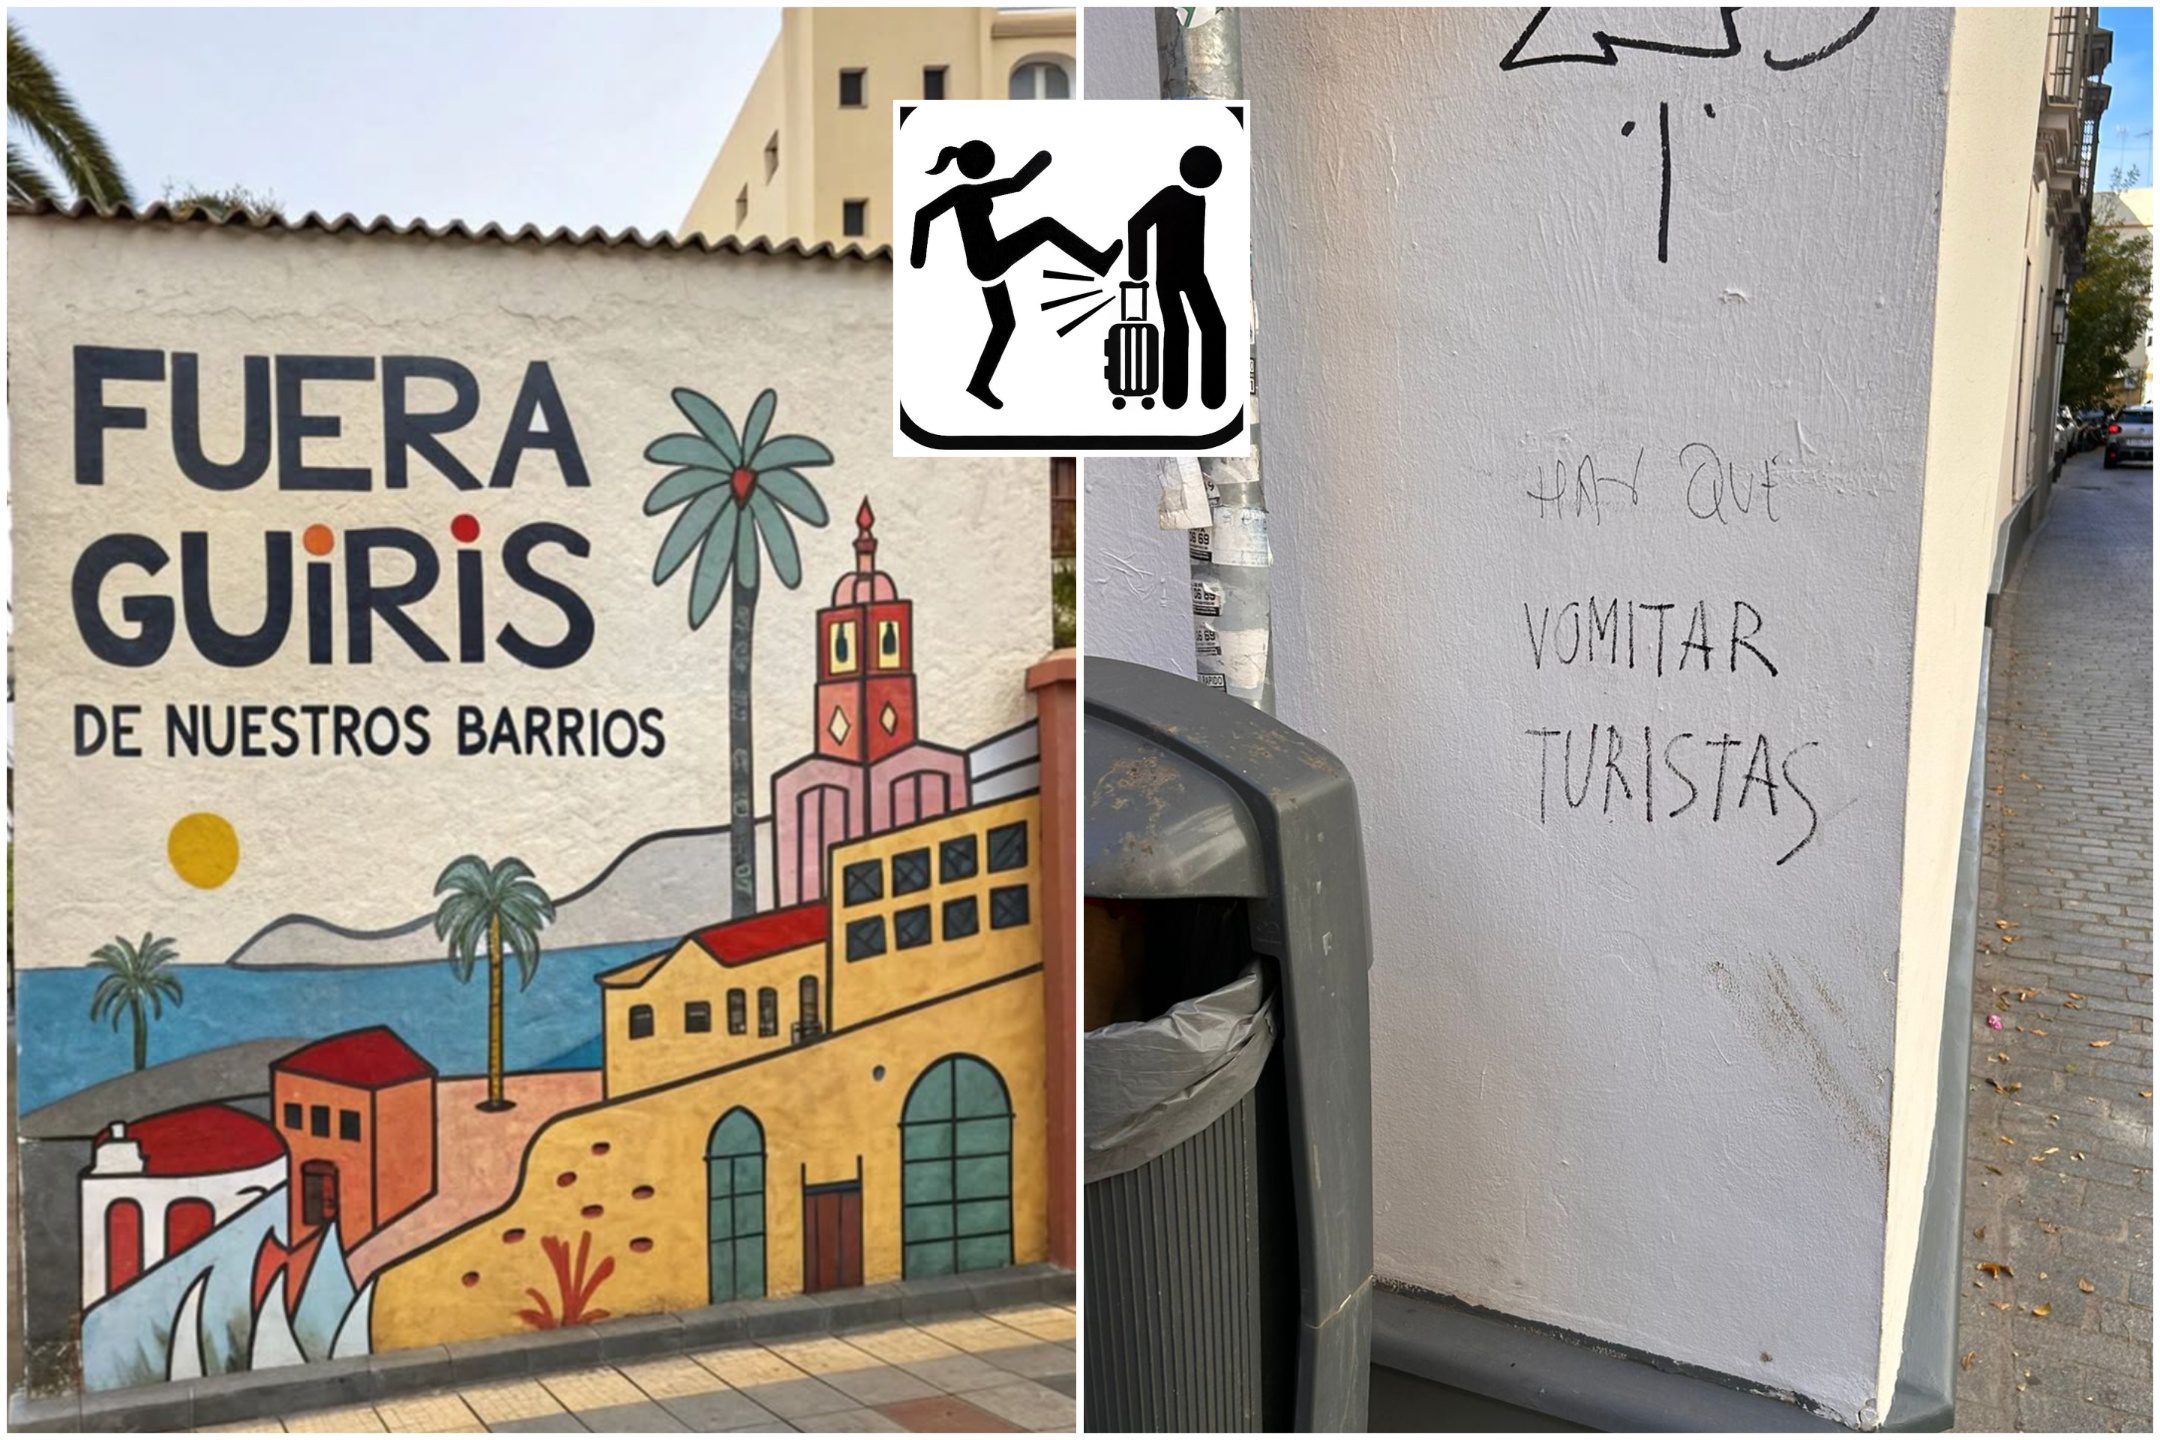 FUERA
GUiRiS
DE NUESTROS BARRIOS
HAY QUE
VOMITAR
TURISTAS